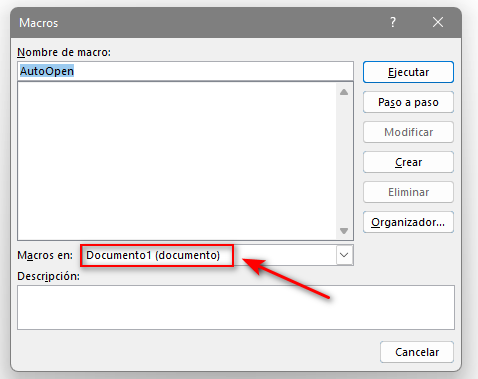 Macros
?
Nombre de macro:
AutoOpen
Ejecutar
Paso a paso
Modificar
Crear
Eliminar
Organizador...
Macros en: Documento1 (documento)
Descripción:
Cancelar